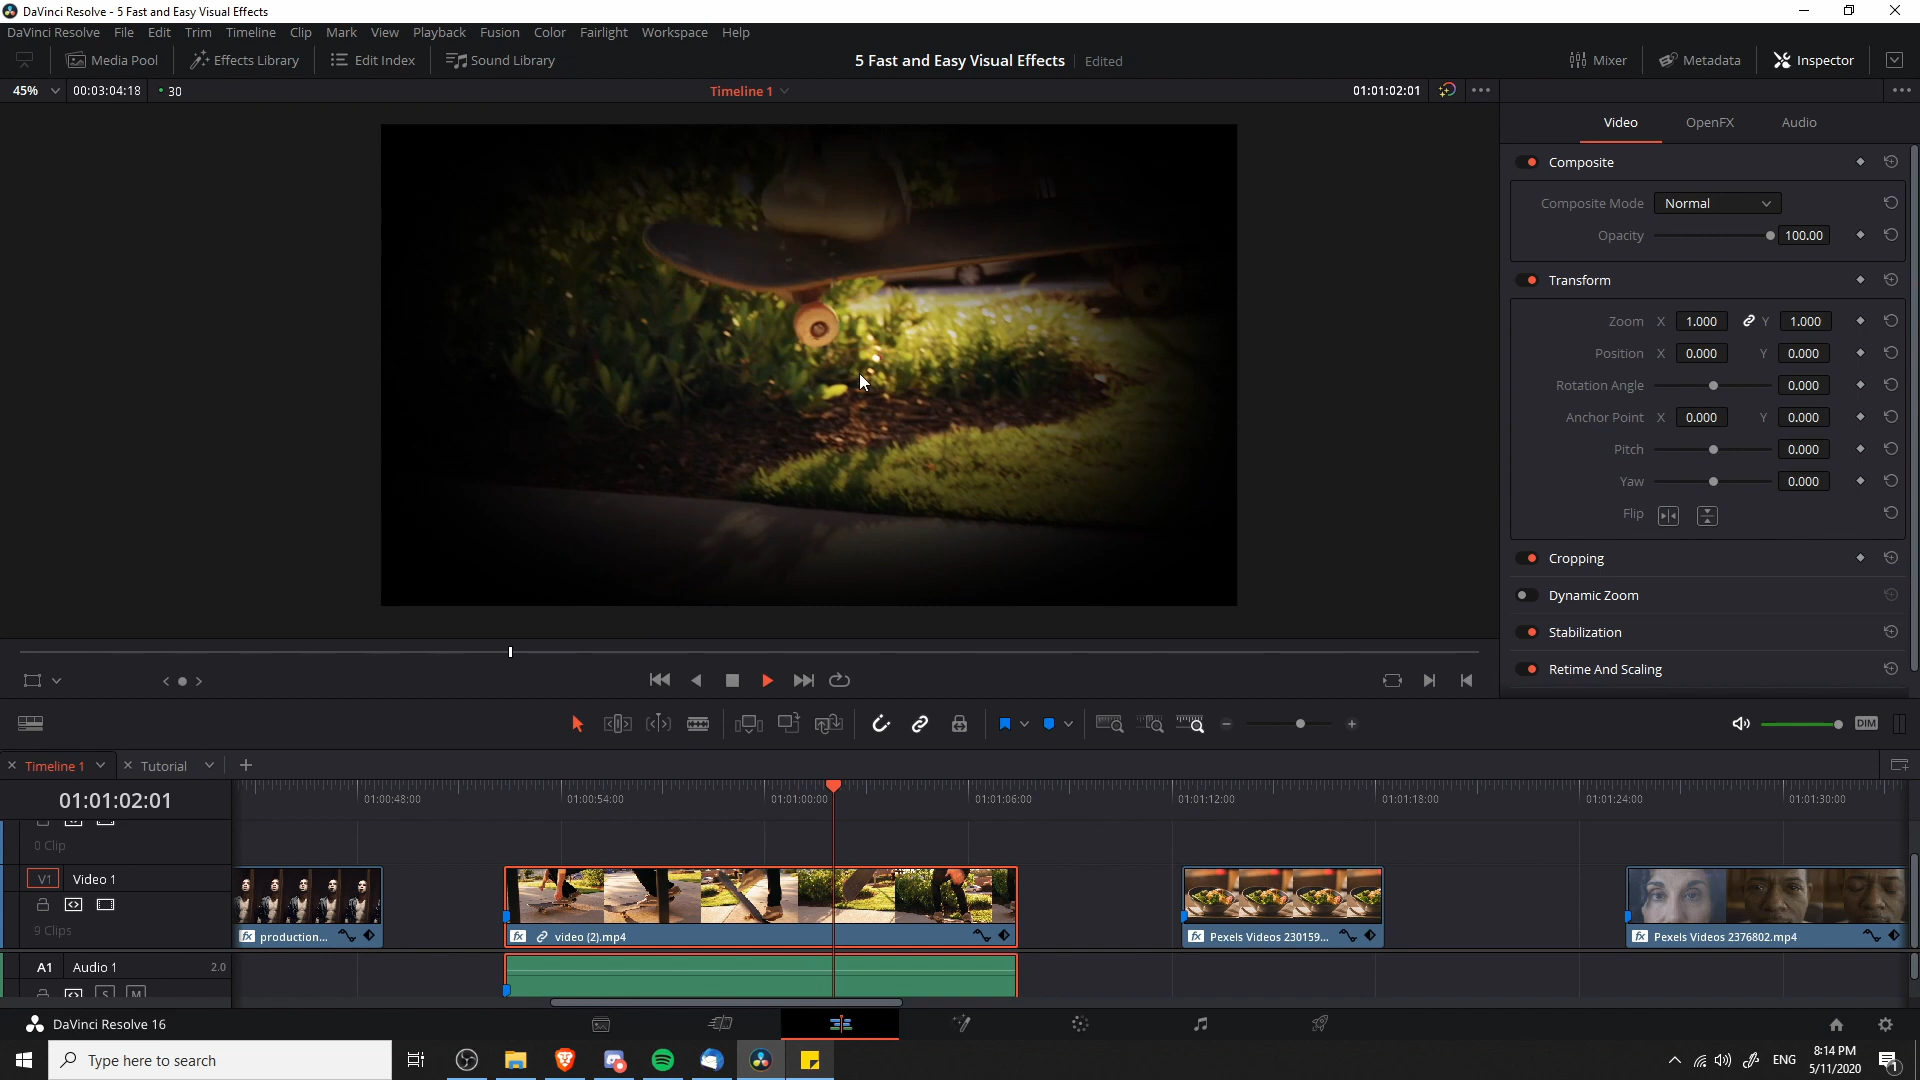 DaVinci Resolve - 5 Fast and Easy Visual Effects
DaVinci Resolve File Edit Trim Timeline Clip Mark View Playback Fusion Color Fairlight Workspace Help
Media Pool Effects Library Edit Index Sound Library 5 Fast and Easy Visual Effects Edited Mixer Metadata Inspector
45% 00:03:04:18 30 Timeline 1 01:01:02:01
Video OpenFX Audio
Composite
Composite Mode Normal
Opacity 100.00
Transform
Zoom X 1.000 Y 1.000
Position X 0.000 Y 0.000
Rotation Angle 0.000
Anchor Point X 0.000 Y 0.000
Pitch 0.000
Yaw 0.000
Flip
Cropping
Dynamic Zoom
Stabilization
Retime And Scaling
DIM
Timeline 1 Tutorial
01:01:02:01 01:00:48:00 01:00:54:00 01:01:00:00 01:01:06:00 01:01:12:00 01:01:18:00 01:01:24:00 01:01:30:00
0 Clip
V1 Video 1
9 Clips
fx production... fx video (2).mp4 fx Pexels Videos 230159... fx Pexels Videos 2376802.mp4
A1 Audio 1 2.0
S M
DaVinci Resolve 16
Type here to search
ENG 8:14 PM
5/11/2020
1